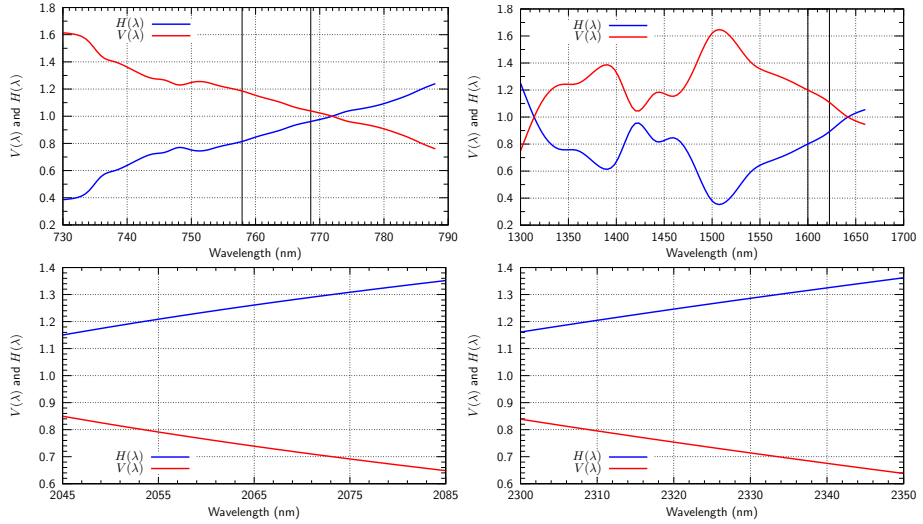 V(λ) and H(λ)
1.8
1.6
1.4
1.2
1.0
0.8
0.6
0.4
0.2
H(λ)
V(λ)
730 740 750 760 770 780 790
Wavelength (nm)
V(λ) and H(λ)
1.8
1.6
1.4
1.2
1.0
0.8
0.6
0.4
0.2
H(λ)
V(λ)
1300 1350 1400 1450 1500 1550 1600 1650 1700
Wavelength (nm)
V(λ) and H(λ)
1.4
1.3
1.2
1.1
1.0
0.9
0.8
0.7
0.6
H(λ)
V(λ)
2045 2055 2065 2075 2085
Wavelength (nm)
V(λ) and H(λ)
1.4
1.3
1.2
1.1
1.0
0.9
0.8
0.7
0.6
H(λ)
V(λ)
2300 2310 2320 2330 2340 2350
Wavelength (nm)